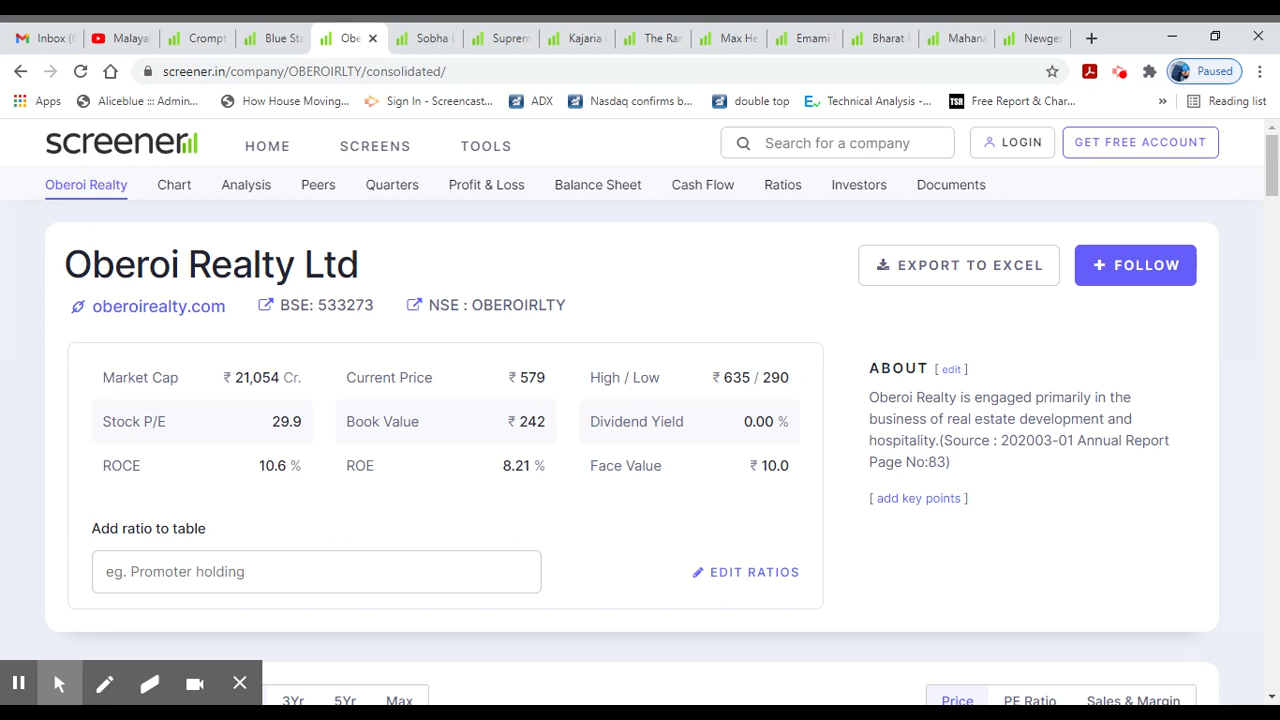 Inbox (6
Malaya
Crompt
Blue Sta
Obe
Sobha
Suprem
Kajaria
The Ra
Max He
Emami
Bharat
Mahana
Newge
screener.in/company/OBEROIRLTY/consolidated/
Paused
Apps
Aliceblue ::: Admin...
How House Moving...
Sign In - Screencast...
ADX
Nasdaq confirms b...
double top
Technical Analysis -...
TSR Free Report & Char...
»
Reading list
screener
HOME
SCREENS
TOOLS
Search for a company
LOGIN
GET FREE ACCOUNT
Oberoi Realty
Chart
Analysis
Peers
Quarters
Profit & Loss
Balance Sheet
Cash Flow
Ratios
Investors
Documents
Oberoi Realty Ltd
EXPORT TO EXCEL
+ FOLLOW
oberoirealty.com
BSE: 533273
NSE : OBEROIRLTY
Market Cap ₹ 21,054 Cr.
Current Price ₹ 579
High / Low ₹ 635 / 290
Stock P/E 29.9
Book Value ₹ 242
Dividend Yield 0.00 %
ROCE 10.6 %
ROE 8.21 %
Face Value ₹ 10.0
Add ratio to table
eg. Promoter holding
EDIT RATIOS
ABOUT [ edit ]
Oberoi Realty is engaged primarily in the
business of real estate development and
hospitality.(Source : 202003-01 Annual Report
Page No:83)
[ add key points ]
3Yr
5Yr
Max
Price
PE Ratio
Sales & Margin